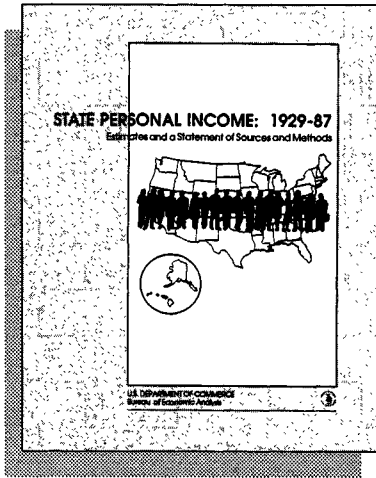 STATE PERSONAL INCOME: 1929-87
Estimates and a Statement of Sources and Methods
U.S. DEPARTMENT OF COMMERCE
Bureau of Economic Analysis